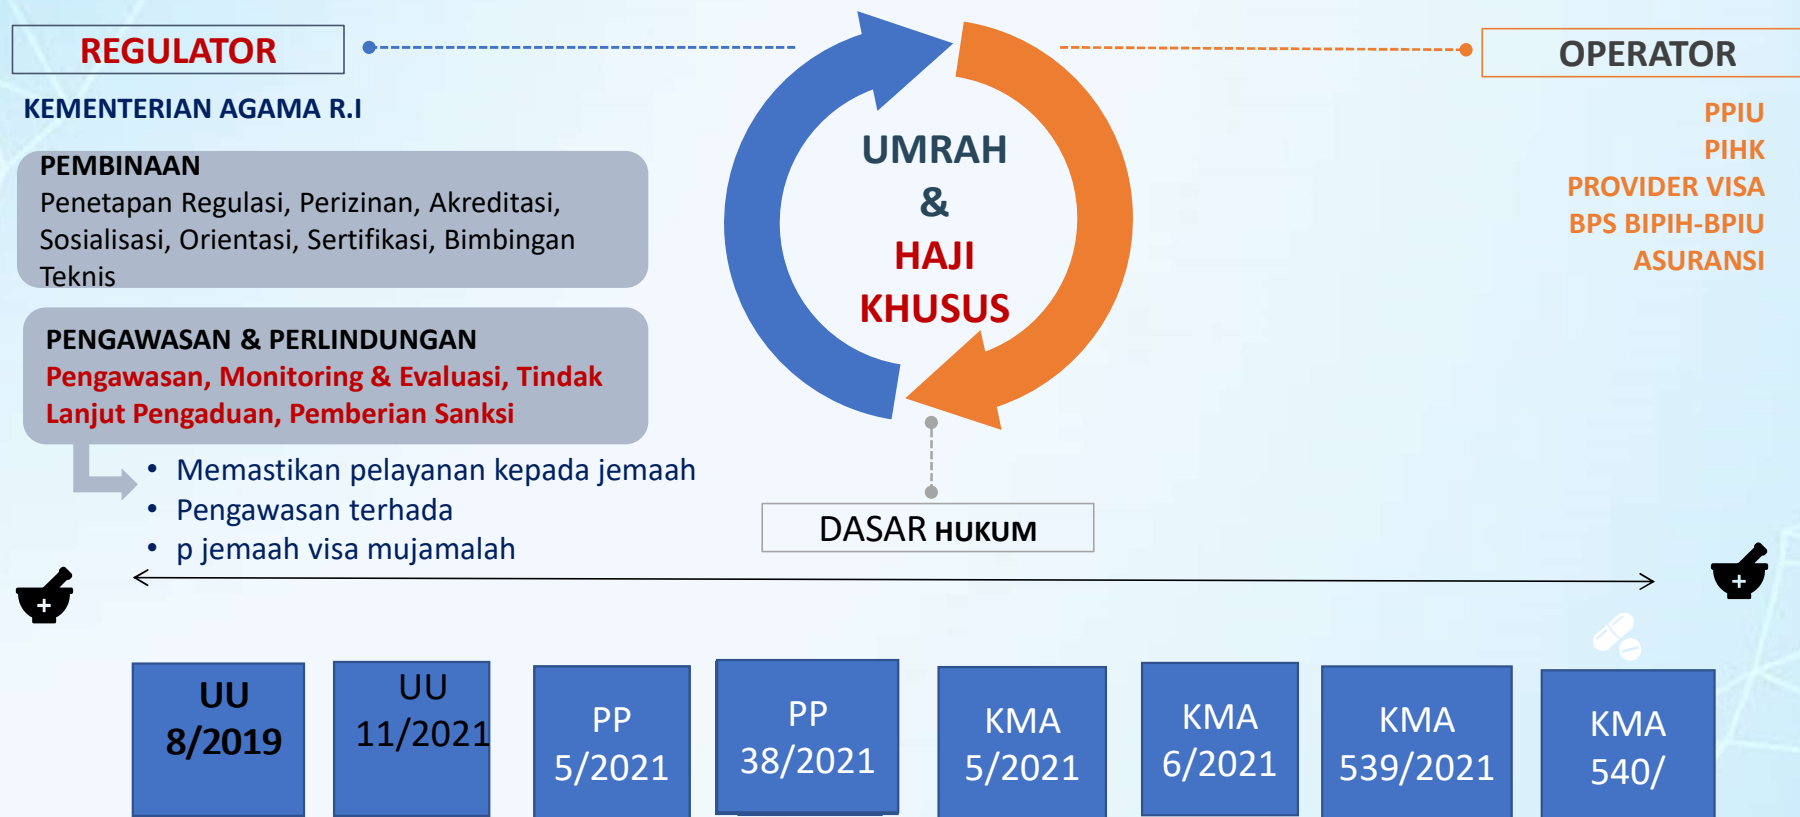 REGULATOR
KEMENTERIAN AGAMA R.I
PEMBINAAN
Penetapan Regulasi, Perizinan, Akreditasi,
Sosialisasi, Orientasi, Sertifikasi, Bimbingan
Teknis
PENGAWASAN & PERLINDUNGAN
Pengawasan, Monitoring & Evaluasi, Tindak
Lanjut Pengaduan, Pemberian Sanksi
• Memastikan pelayanan kepada jemaah
• Pengawasan terhada
• p jemaah visa mujamalah
UMRAH
&
HAJI
KHUSUS
OPERATOR
PPIU
PIHK
PROVIDER VISA
BPS BIPIH-BPIU
ASURANSI
DASAR HUKUM
UU
8/2019
UU
11/2021
PP
5/2021
PP
38/2021
KMA
5/2021
KMA
6/2021
KMA
539/2021
KMA
540/